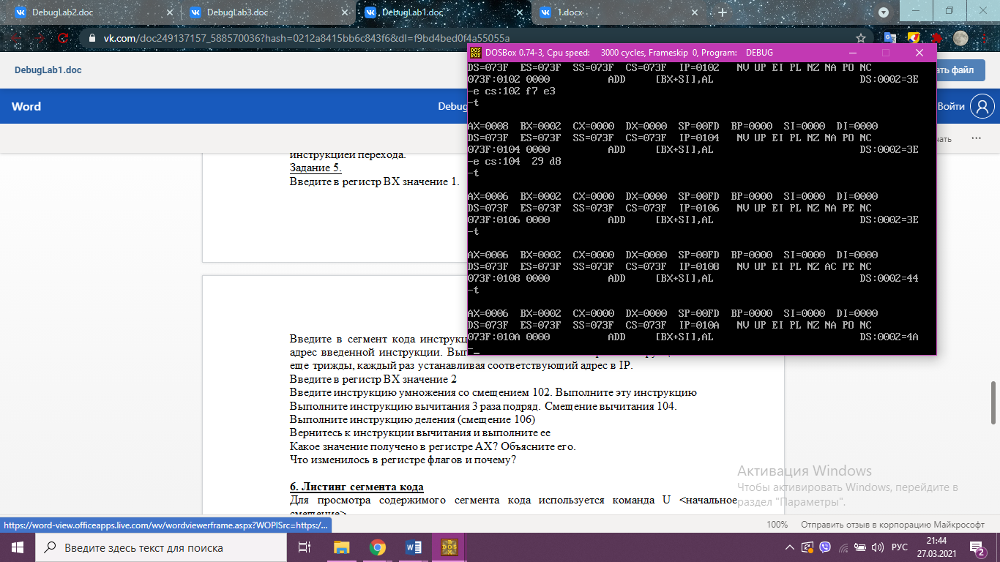 DebugLab2.doc
DebugLab3.doc
DebugLab1.doc
1.docx
vk.com/doc249137157_588570036?hash=0212a8415bb6c843f6&dl=f9bd4bed0f4a55055a
DebugLab1.doc
ать файл
Word
Debug
Войти
чать
инструкцией перехода.
Задание 5.
Введите в регистр BX значение 1.
DOSBox 0.74-3, Cpu speed: 3000 cycles, Frameskip 0, Program: DEBUG
DS=073F ES=073F SS=073F CS=073F IP=0102 NV UP EI PL NZ NA PO NC
073F:0102 0000 ADD [BX+SI],AL DS:0002=3E
-e cs:102 f7 e3
-t
AX=0008 BX=0002 CX=0000 DX=0000 SP=00FD BP=0000 SI=0000 DI=0000
DS=073F ES=073F SS=073F CS=073F IP=0104 NV UP EI PL NZ NA PO NC
073F:0104 0000 ADD [BX+SI],AL DS:0002=3E
-e cs:104 29 d8
-t
AX=0006 BX=0002 CX=0000 DX=0000 SP=00FD BP=0000 SI=0000 DI=0000
DS=073F ES=073F SS=073F CS=073F IP=0106 NV UP EI PL NZ NA PE NC
073F:0106 0000 ADD [BX+SI],AL DS:0002=3E
-t
AX=0006 BX=0002 CX=0000 DX=0000 SP=00FD BP=0000 SI=0000 DI=0000
DS=073F ES=073F SS=073F CS=073F IP=0108 NV UP EI PL NZ AC PE NC
073F:0108 0000 ADD [BX+SI],AL DS:0002=44
-t
AX=0006 BX=0002 CX=0000 DX=0000 SP=00FD BP=0000 SI=0000 DI=0000
DS=073F ES=073F SS=073F CS=073F IP=010A NV UP EI PL NZ NA PO NC
073F:010A 0000 ADD [BX+SI],AL DS:0002=4A
-_
Введите в сегмент кода инструкц
адрес введенной инструкции. Вып
еще трижды, каждый раз устанавливая соответствующий адрес в IP.
Введите в регистр BX значение 2
Введите инструкцию умножения со смещением 102. Выполните эту инструкцию
Выполните инструкцию вычитания 3 раза подряд. Смещение вычитания 104.
Выполните инструкцию деления (смещение 106)
Вернитесь к инструкции вычитания и выполните ее
Какое значение получено в регистре AX? Объясните его.
Что изменилось в регистре флагов и почему?
6. Листинг сегмента кода
Для просмотра содержимого сегмента кода используется команда U <начальное
смещение>
Активация Windows
Чтобы активировать Windows, перейдите в
раздел "Параметры".
https://word-view.officeapps.live.com/wv/wordviewerframe.aspx?WOPISrc=https:/...
100% Отправить отзыв в корпорацию Майкрософт
Введите здесь текст для поиска
РУС
21:44
27.03.2021
2